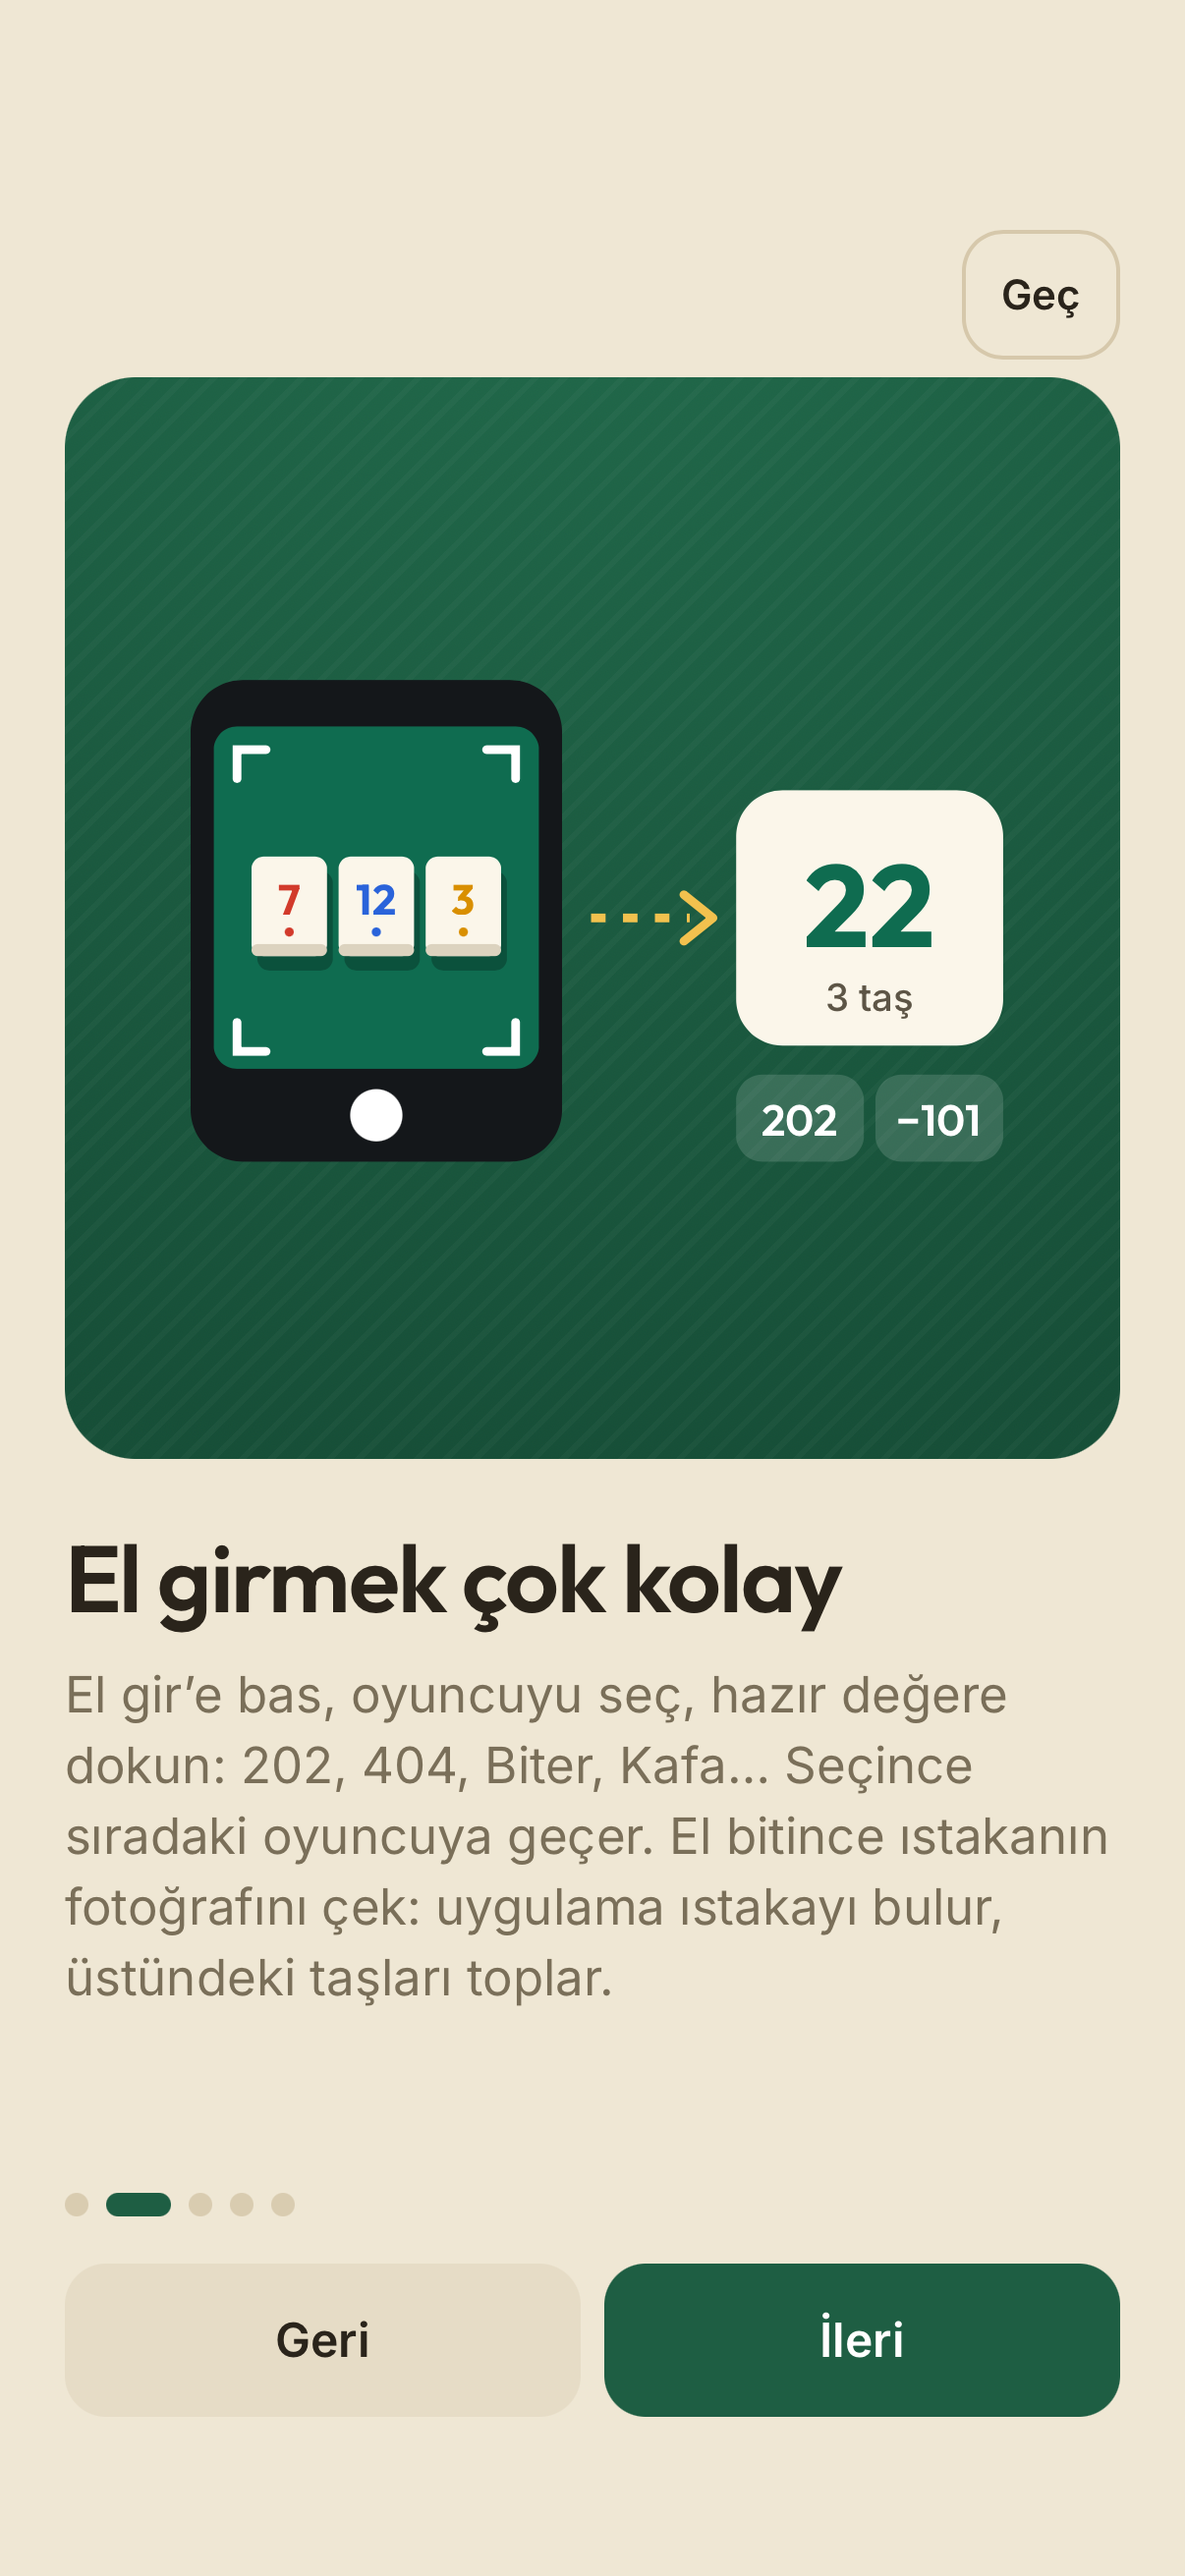 Geç
7 12 3
22
3 taş
202 −101
El girmek çok kolay
El gir’e bas, oyuncuyu seç, hazır değere
dokun: 202, 404, Biter, Kafa… Seçince
sıradaki oyuncuya geçer. El bitince ıstakanın
fotoğrafını çek: uygulama ıstakayı bulur,
üstündeki taşları toplar.
Geri İleri